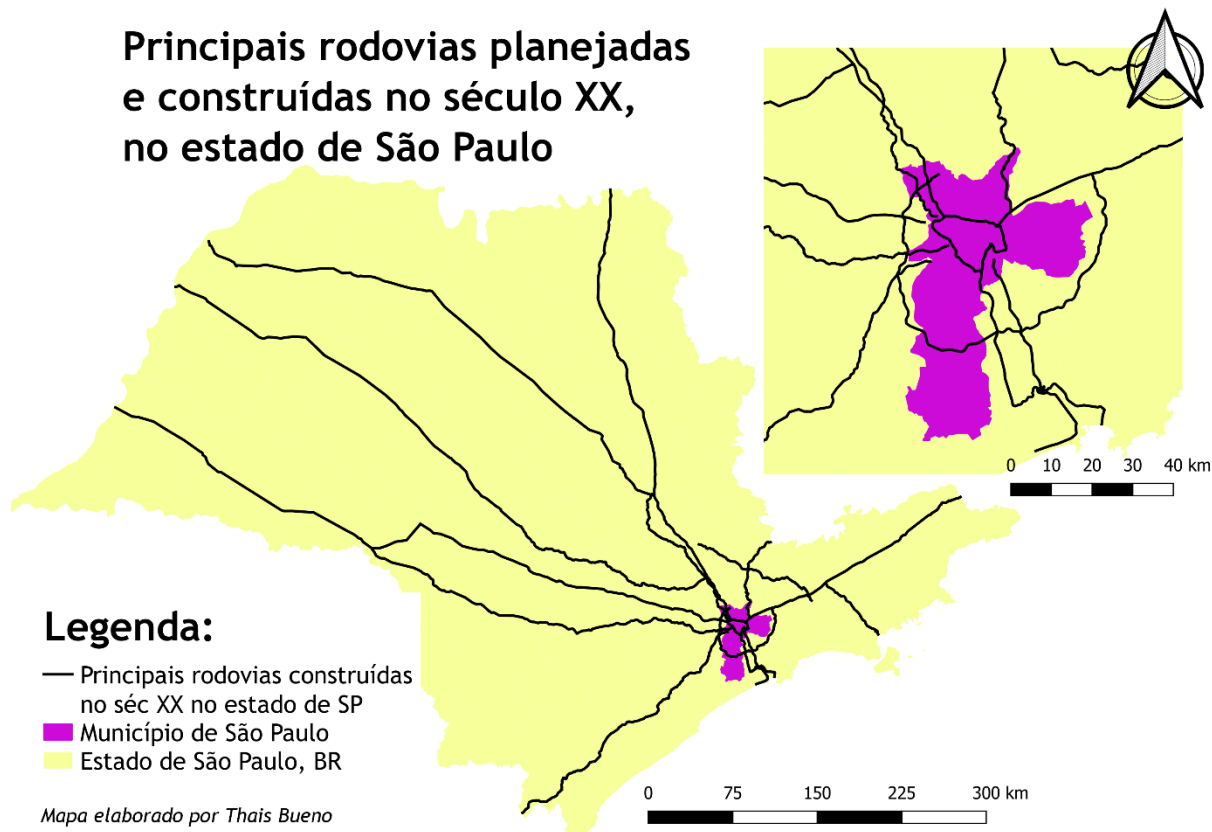 Principais rodovias planejadas
e construídas no século XX,
no estado de São Paulo
0 10 20 30 40 km
Legenda:
Principais rodovias construídas
no séc XX no estado de SP
Município de São Paulo
Estado de São Paulo, BR
Mapa elaborado por Thais Bueno
0 75 150 225 300 km